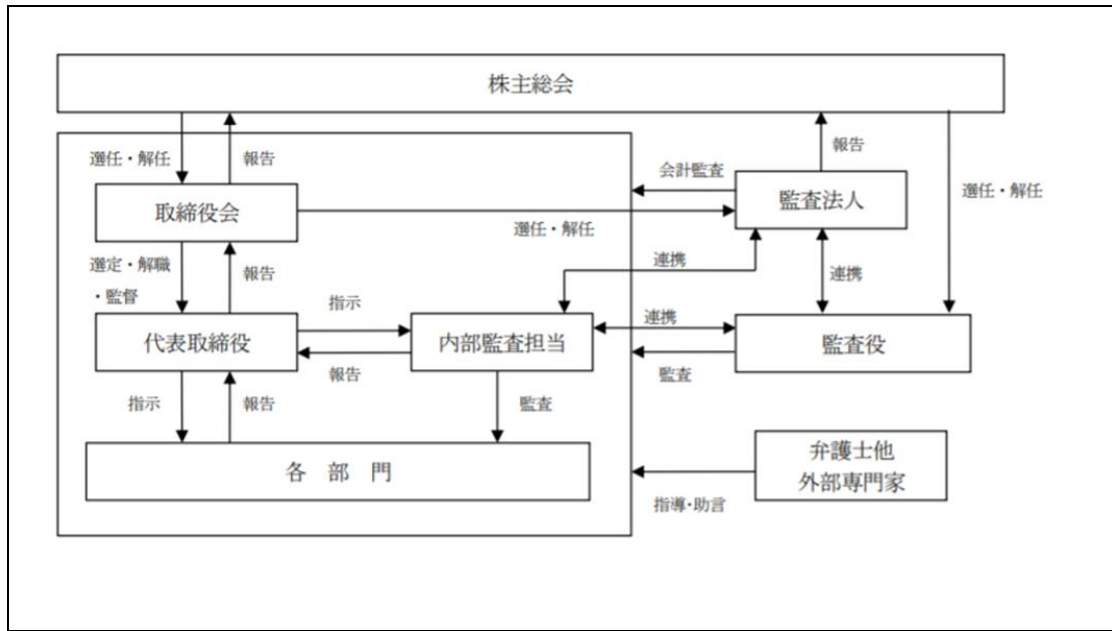 株主総会
選任・解任
報告
報告
選任・解任
会計監査
取締役会
監査法人
選任・解任
選定・解職
・監督
報告
連携
連携
指示
代表取締役
内部監査担当
連携
監査役
報告
監査
指示
報告
監査
各 部 門
弁護士他
外部専門家
指導・助言